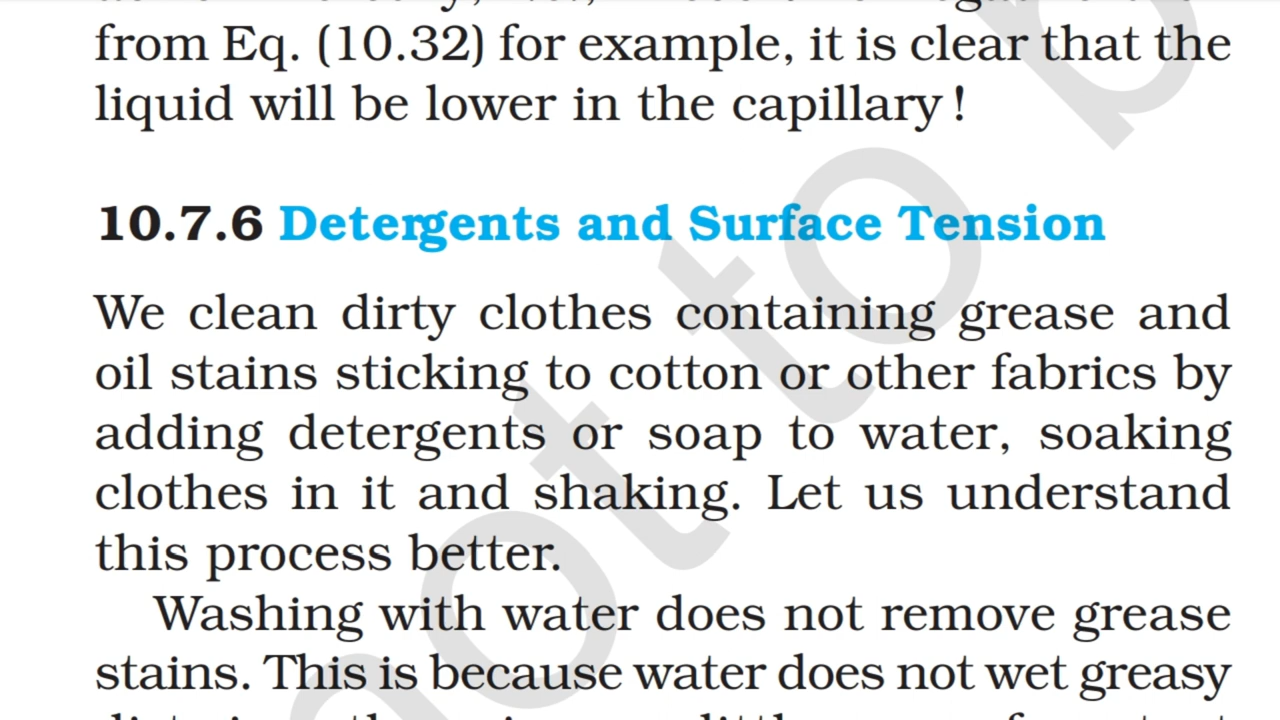 from Eq. (10.32) for example, it is clear that the
liquid will be lower in the capillary !
10.7.6 Detergents and Surface Tension
We clean dirty clothes containing grease and
oil stains sticking to cotton or other fabrics by
adding detergents or soap to water, soaking
clothes in it and shaking. Let us understand
this process better.
Washing with water does not remove grease
stains. This is because water does not wet greasy
not to b